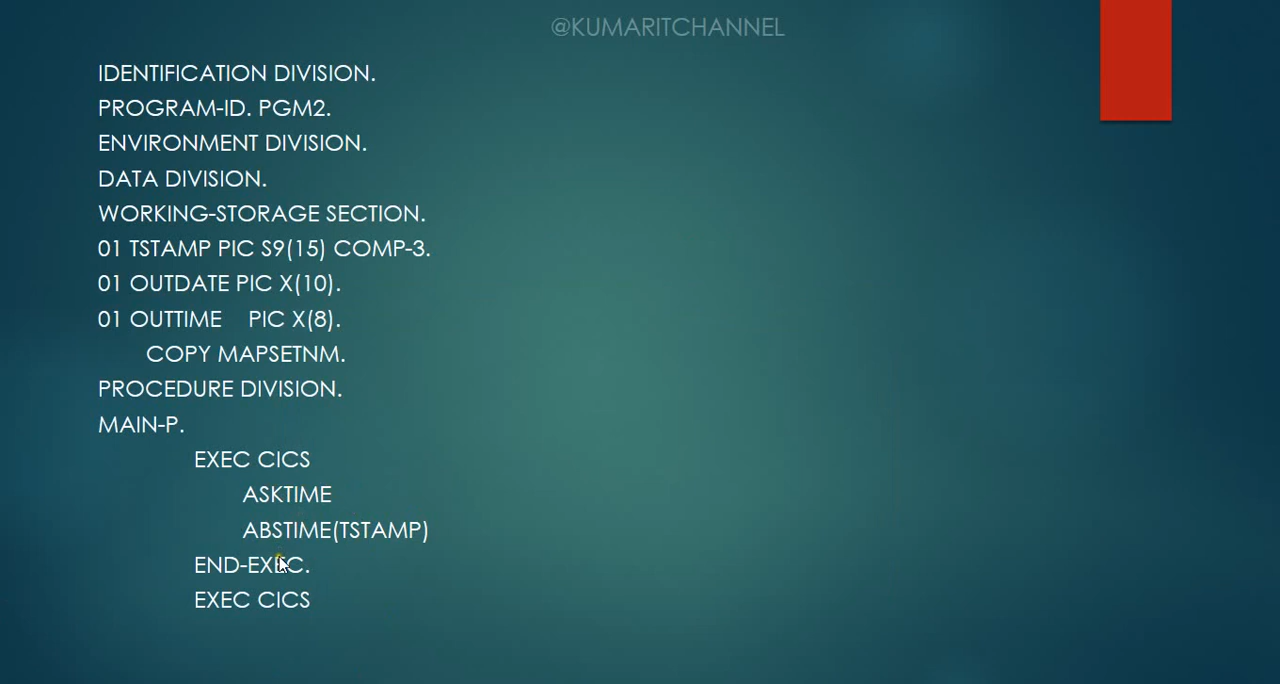 @KUMARITCHANNEL
IDENTIFICATION DIVISION.
PROGRAM-ID. PGM2.
ENVIRONMENT DIVISION.
DATA DIVISION.
WORKING-STORAGE SECTION.
01 TSTAMP PIC S9(15) COMP-3.
01 OUTDATE PIC X(10).
01 OUTTIME PIC X(8).
COPY MAPSETNM.
PROCEDURE DIVISION.
MAIN-P.
EXEC CICS
ASKTIME
ABSTIME(TSTAMP)
END-EXEC.
EXEC CICS